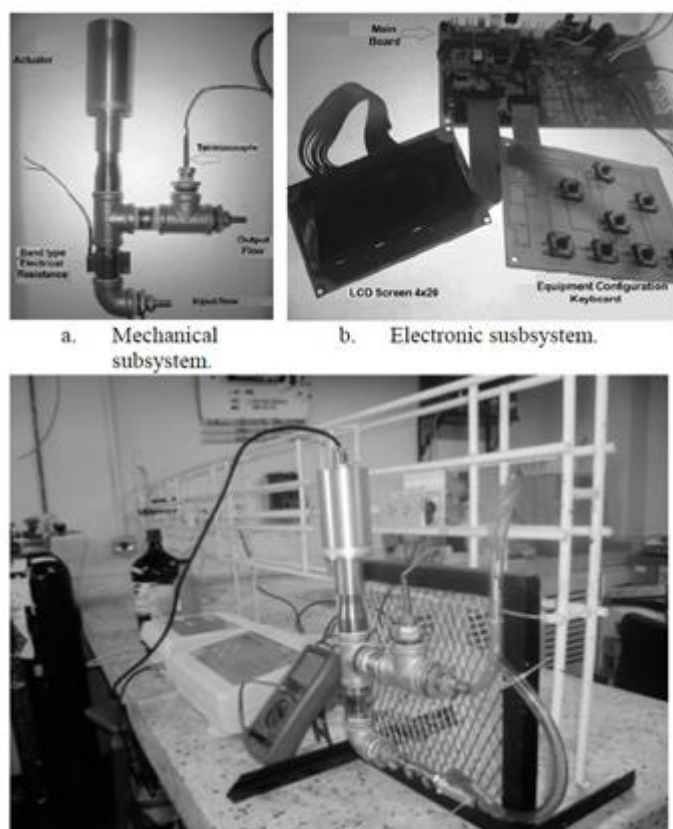 Actuator
Band type
Electrical
Resistance
Output
Flow
Input flow
Main
Board
LCD Screen 4x20
Equipment Configuration
Keyboard
a. Mechanical
subsystem.
b. Electronic susbsystem.